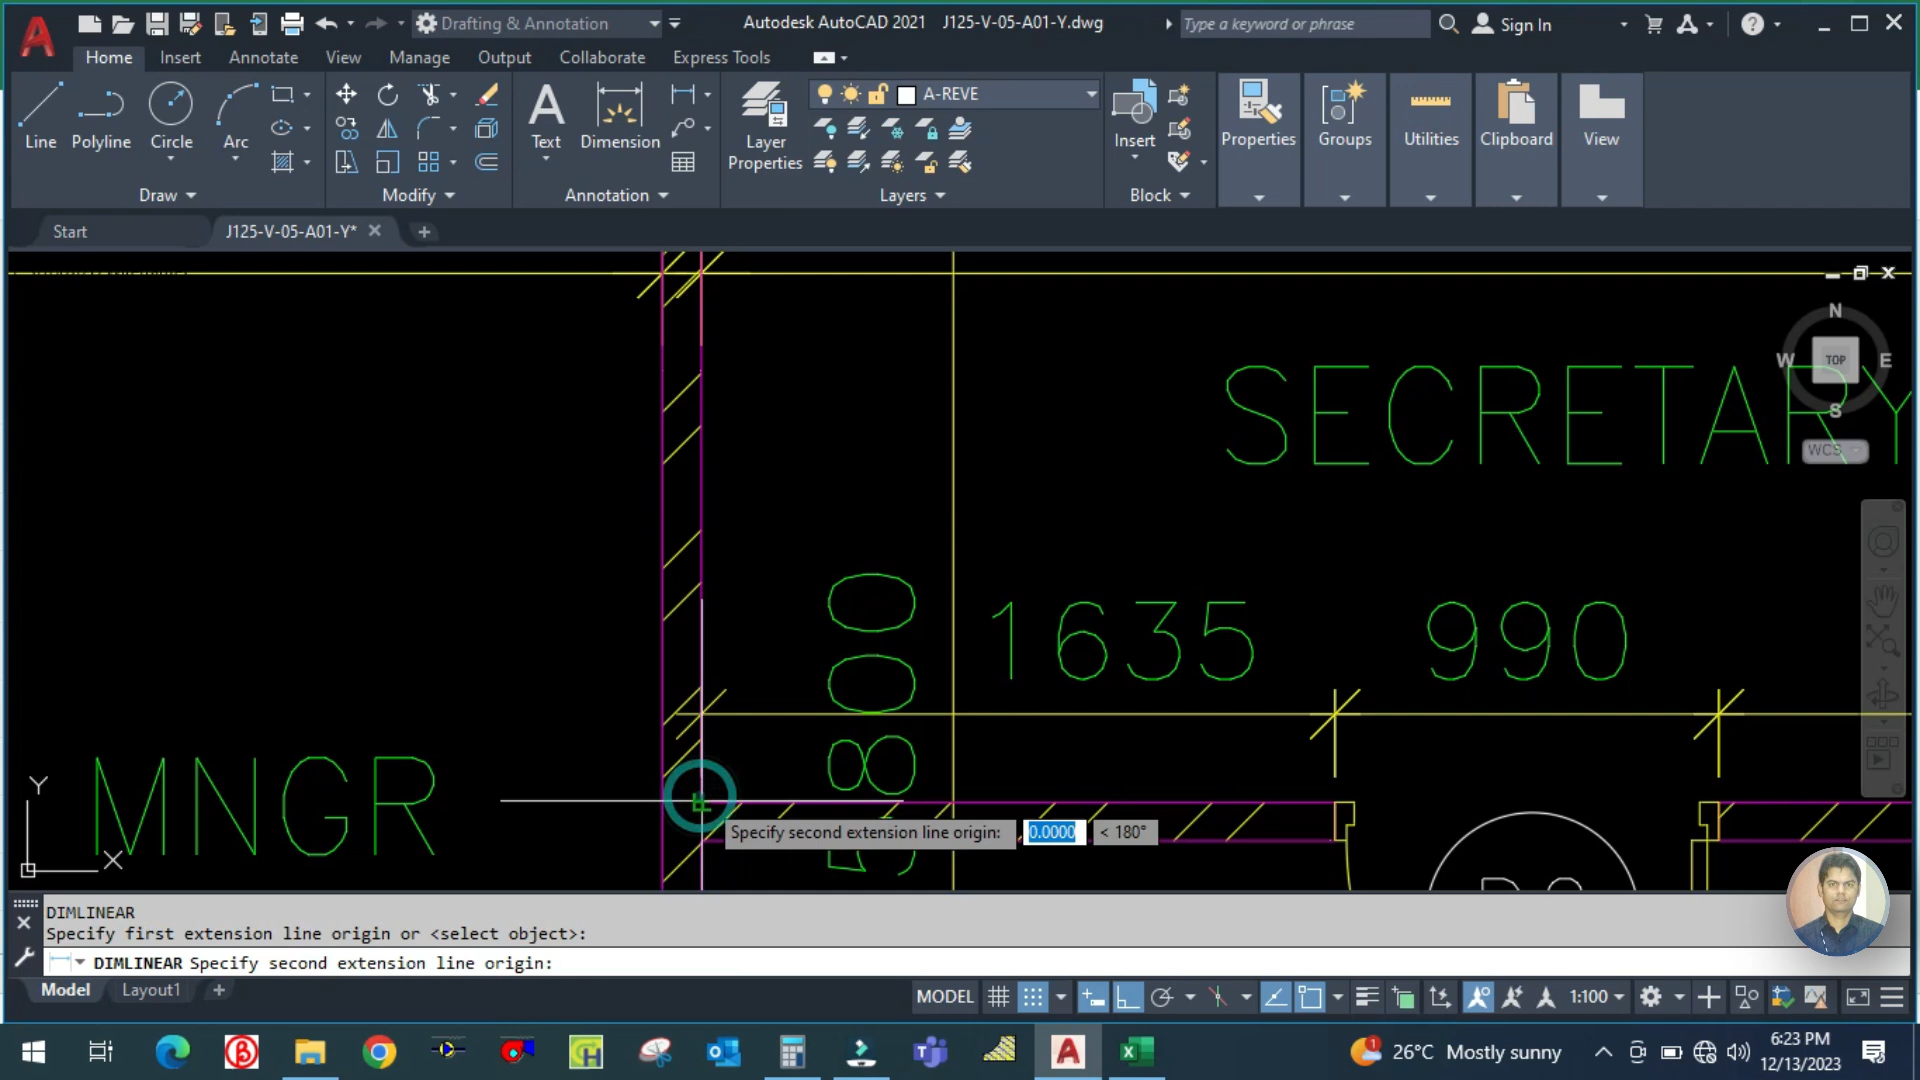 Drafting & Annotation
Autodesk AutoCAD 2021 J125-V-05-A01-Y.dwg
Type a keyword or phrase
Sign In
Home Insert Annotate View Manage Output Collaborate Express Tools
A-REVE
Line Polyline Circle Arc
Text Dimension
Layer Properties
Insert
Properties Groups Utilities Clipboard View
Draw Modify Annotation Layers Block
Start J125-V-05-A01-Y*
N
W TOP E
S
WCS
SECRETARY
1635 990
5800
MNGR
Y
X
Specify second extension line origin: 0.0000 < 180°
DIMLINEAR
Specify first extension line origin or <select object>:
DIMLINEAR Specify second extension line origin:
Model Layout1
MODEL 1:100
26°C Mostly sunny
6:23 PM
12/13/2023